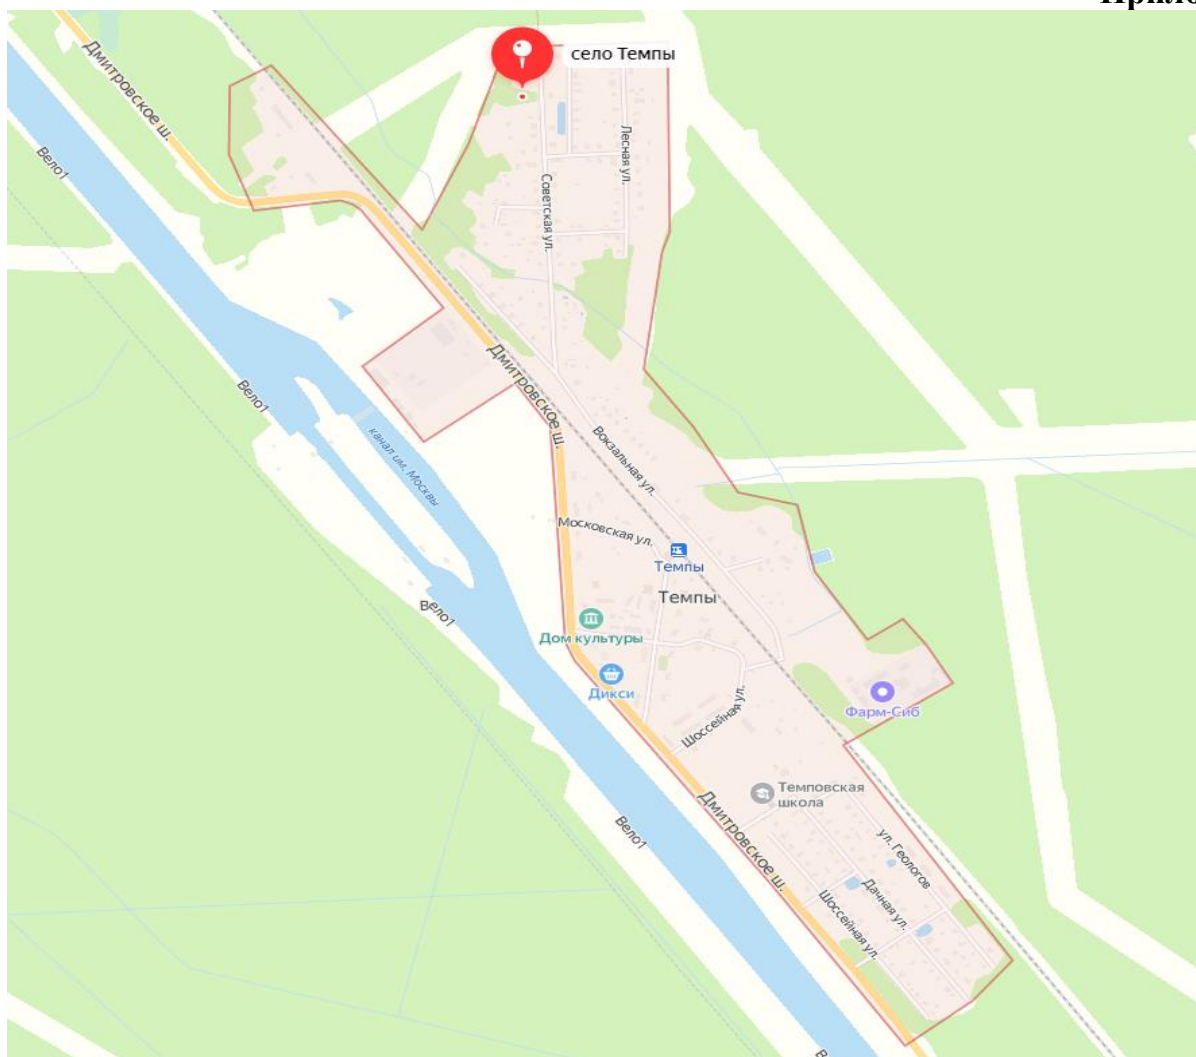 Прило
село Темпы
Дмитровское ш.
Вело1
Лесная ул.
Советская ул.
Дмитровское ш.
Вело1
канал им. Москвы
Вокзальная ул.
Московская ул.
Темпы
Темпы
Вело1
Дом культуры
Дикси
Шоссейная ул.
Фарм-Сиб
Темповская
школа
Дмитровское ш.
Вело1
ул. Геологов
Дачная ул.
Шоссейная ул.